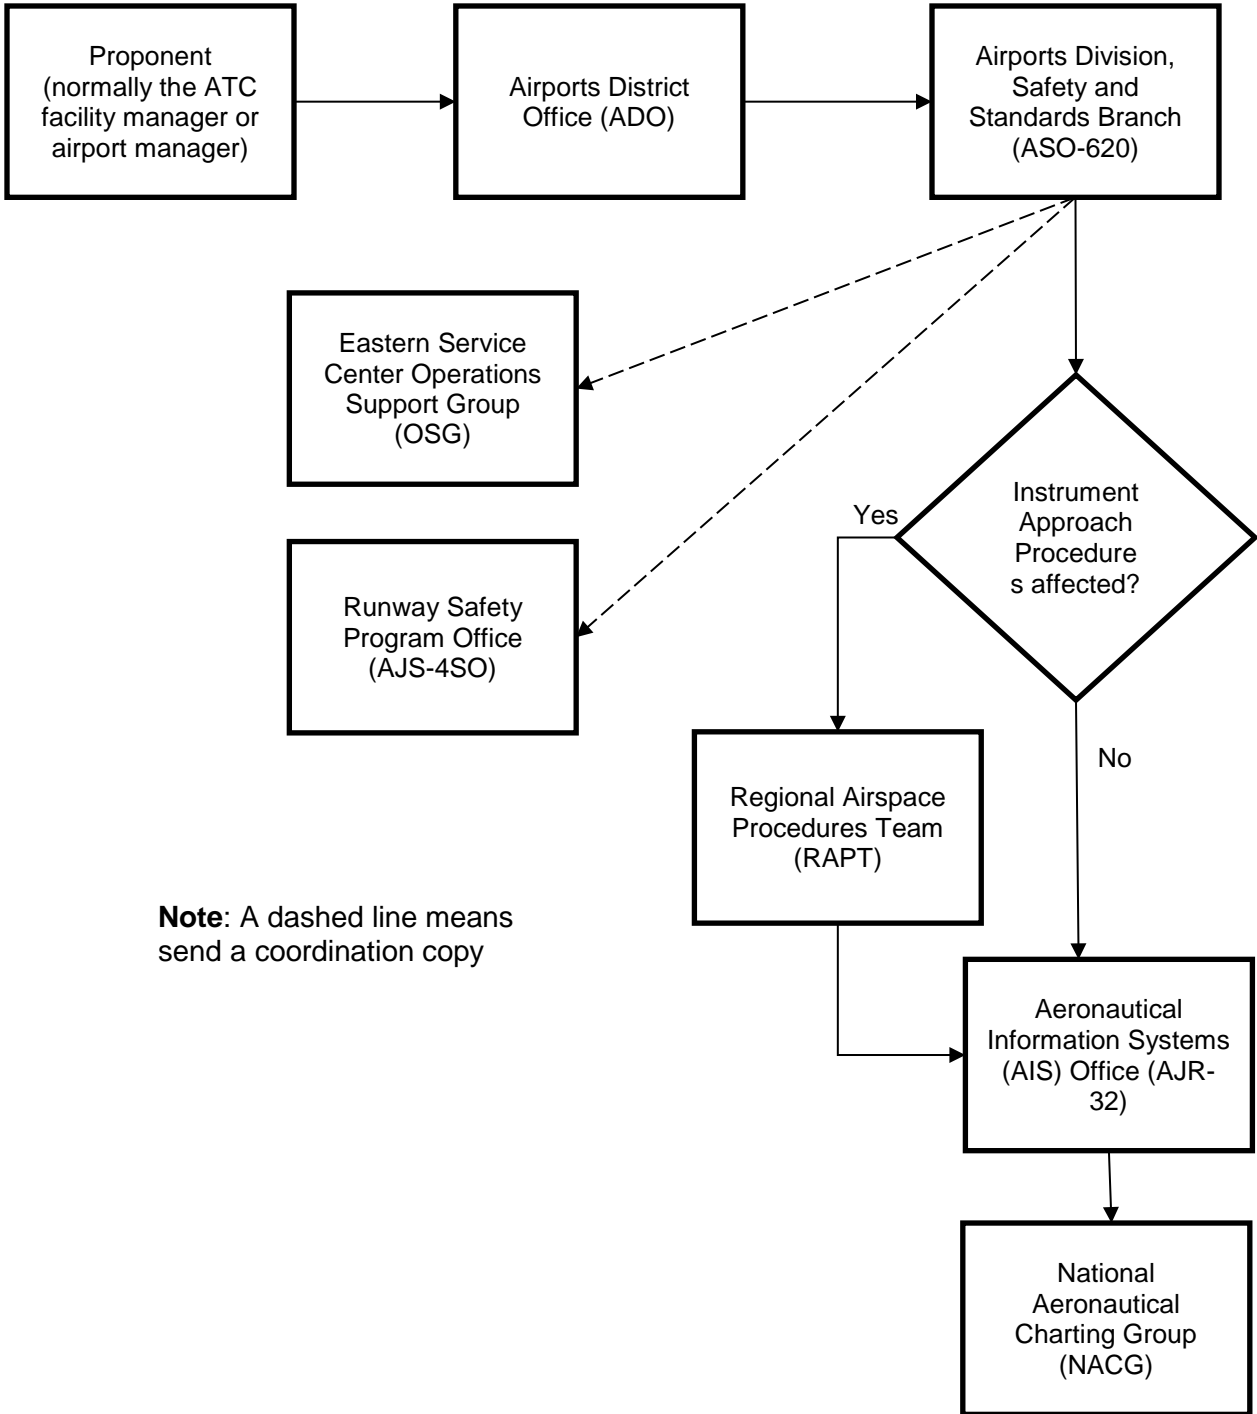 Proponent
(normally the ATC
facility manager or
airport manager)
Airports District
Office (ADO)
Airports Division,
Safety and
Standards Branch
(ASO-620)
Eastern Service
Center Operations
Support Group
(OSG)
Instrument
Approach
Procedure
s affected?
Yes
Runway Safety
Program Office
(AJS-4SO)
No
Regional Airspace
Procedures Team
(RAPT)
Note: A dashed line means
send a coordination copy
Aeronautical
Information Systems
(AIS) Office (AJR-
32)
National
Aeronautical
Charting Group
(NACG)